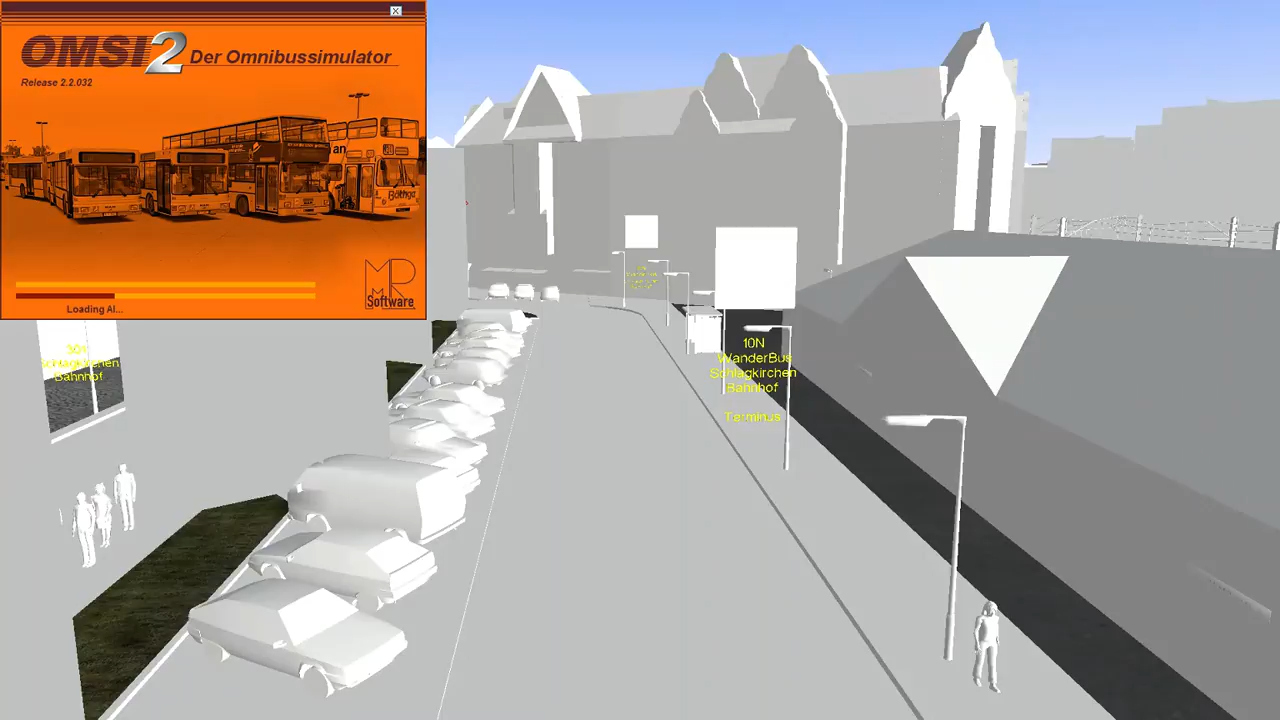 OMSI 2 Der Omnibussimulator
Release 2.2.032
an
MR
Software
Loading AI...
Schlagkirchen
Bahnhof
10N
WanderBus
Schlagkirchen
Bahnhof
Terminus